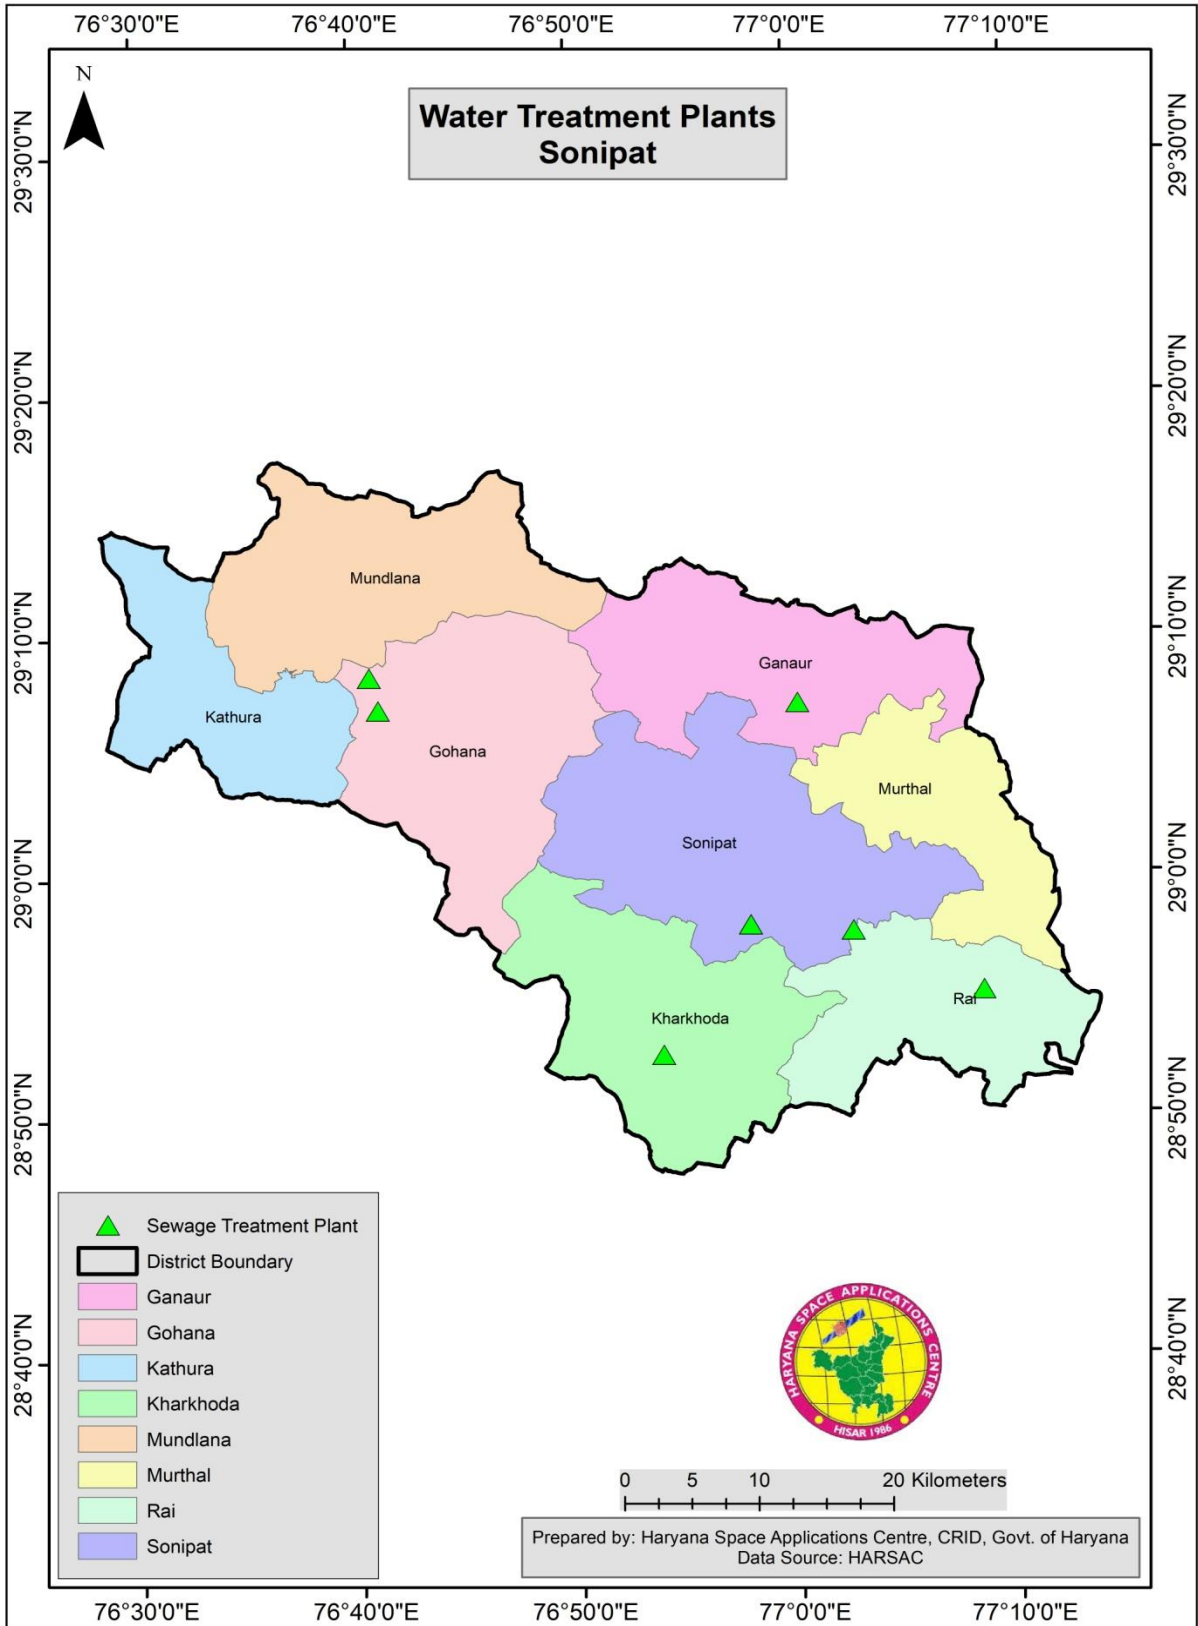 76°30'0"E 76°40'0"E 76°50'0"E 77°0'0"E 77°10'0"E
N
Water Treatment Plants
Sonipat
29°30'0"N
29°30'0"N
29°20'0"N
29°20'0"N
Mundlana
29°10'0"N
29°10'0"N
Ganaur
Kathura
Gohana
Murthal
Sonipat
29°0'0"N
29°0'0"N
Rai
Kharkhoda
28°50'0"N
28°50'0"N
Sewage Treatment Plant
District Boundary
Ganaur
Gohana
Kathura
Kharkhoda
Mundlana
Murthal
Rai
Sonipat
28°40'0"N
28°40'0"N
HARYANA SPACE APPLICATIONS CENTRE
HISAR 1986
0 5 10 20 Kilometers
Prepared by: Haryana Space Applications Centre, CRID, Govt. of Haryana
Data Source: HARSAC
76°30'0"E 76°40'0"E 76°50'0"E 77°0'0"E 77°10'0"E